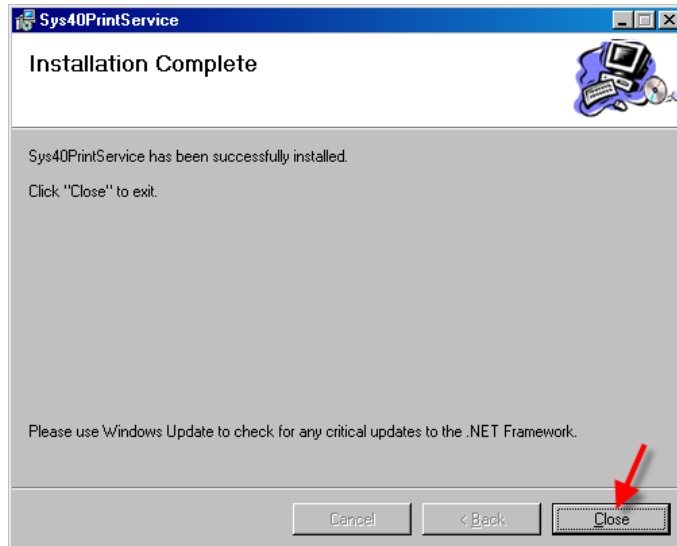 Sys40PrintService
Installation Complete
Sys40PrintService has been successfully installed.
Click "Close" to exit.
Please use Windows Update to check for any critical updates to the .NET Framework.
Cancel
< Back
Close